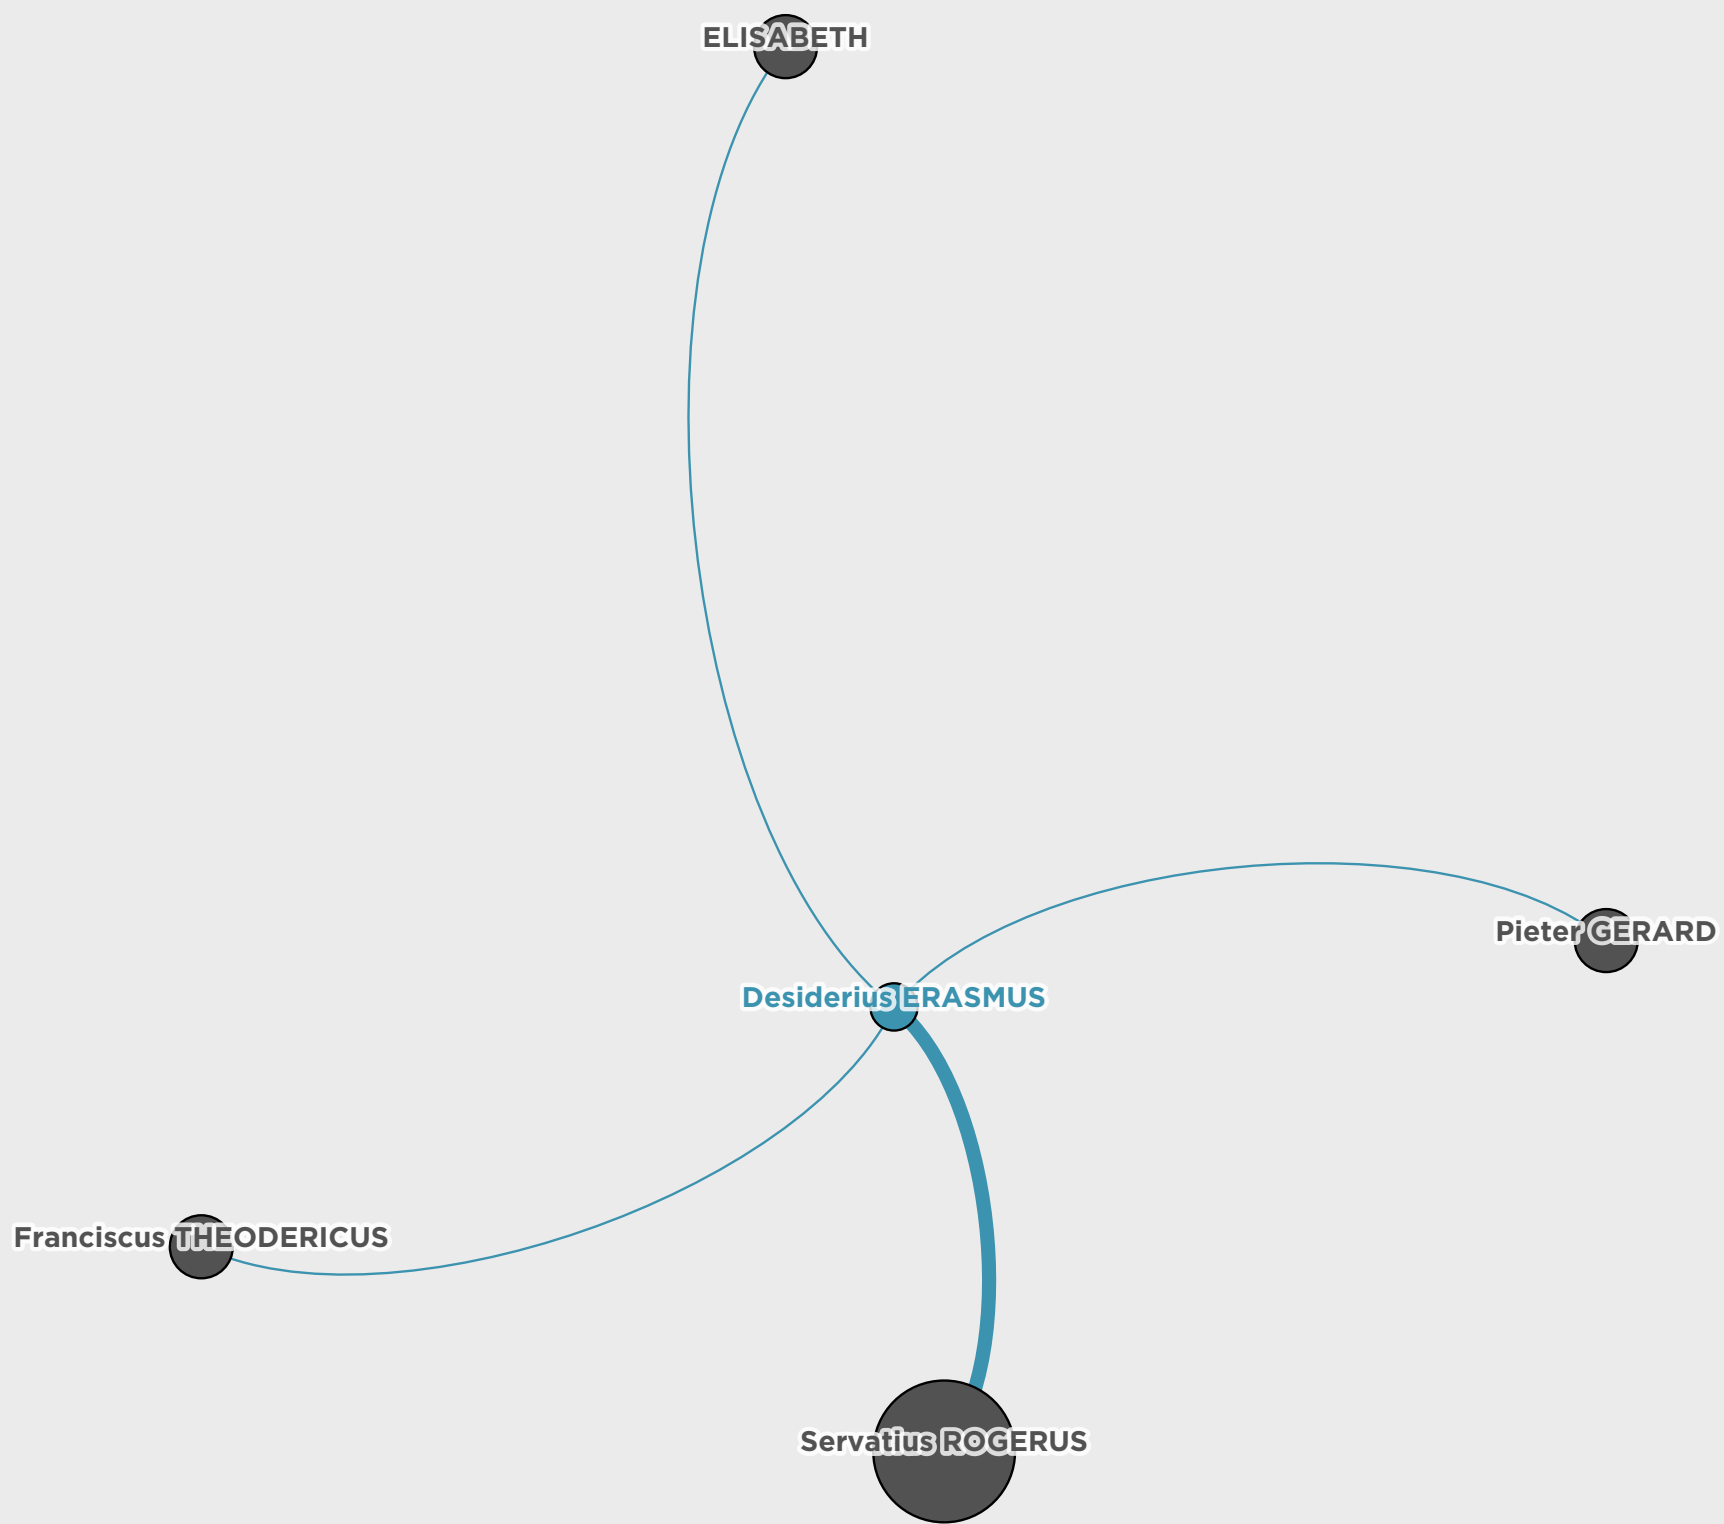 ELISABETH
Pieter GERARD
Desiderius ERASMUS
Franciscus THEODERICUS
Servatius ROGERUS